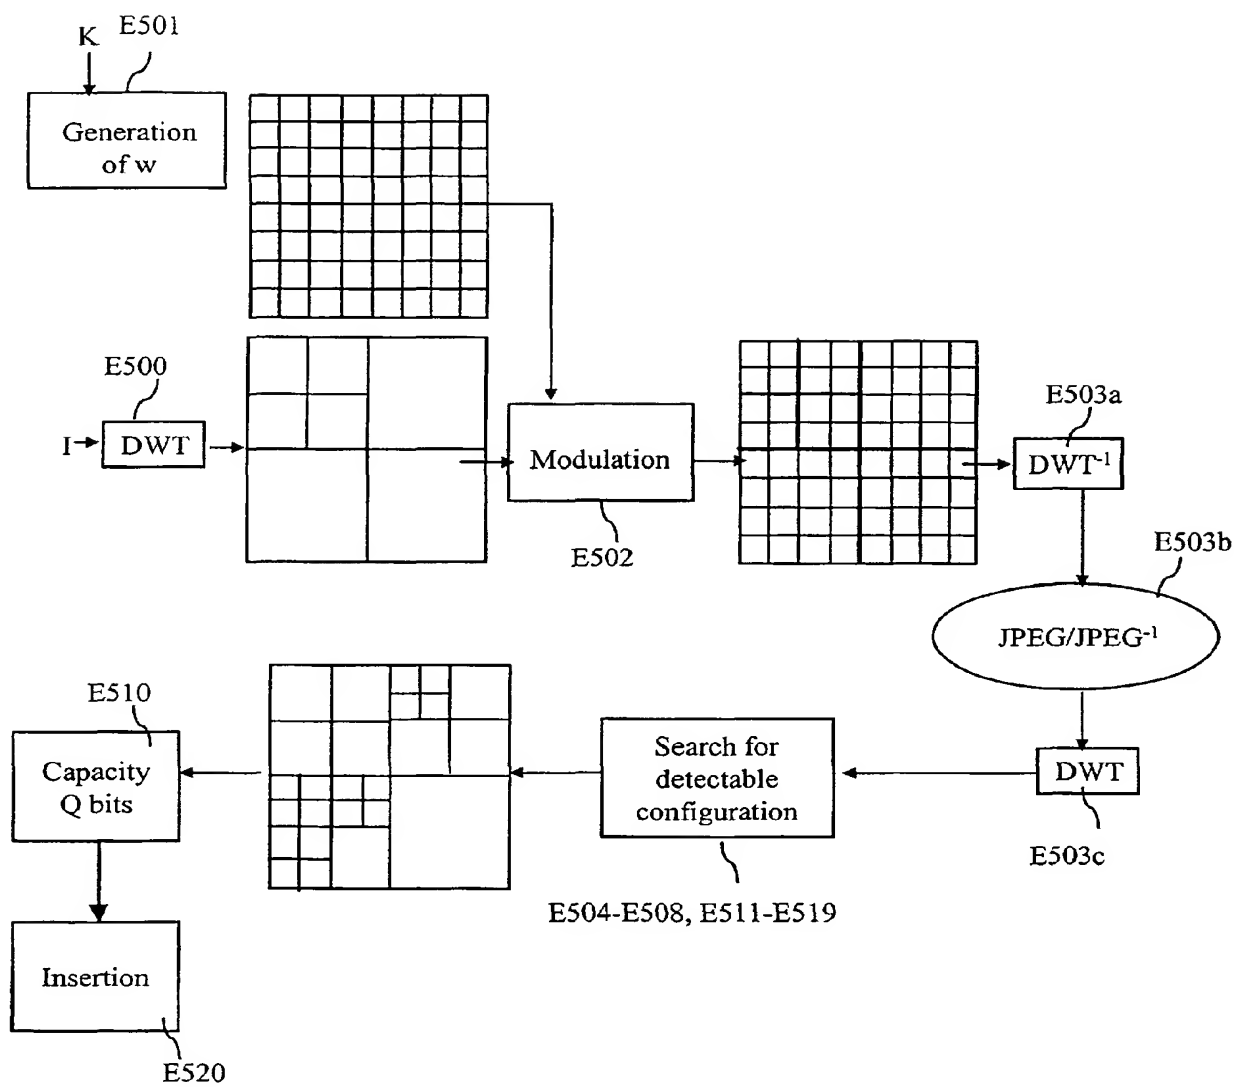 K
E501
Generation
of w
E500
I
DWT
Modulation
E502
E503a
DWT⁻¹
E503b
JPEG/JPEG⁻¹
DWT
E503c
Search for
detectable
configuration
E504-E508, E511-E519
E510
Capacity
Q bits
Insertion
E520